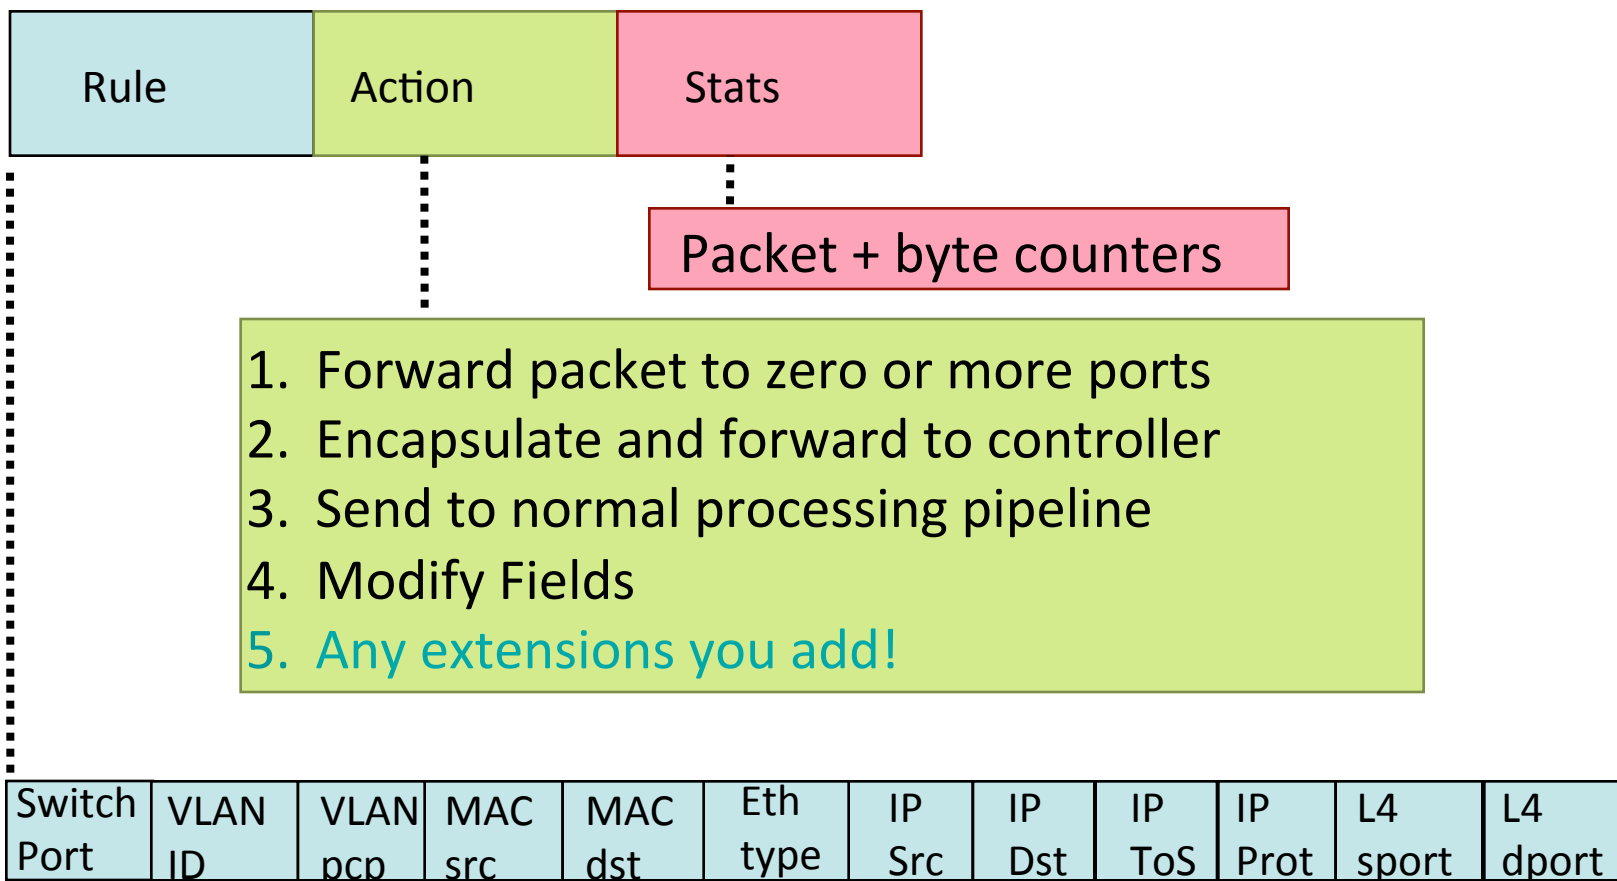 Rule Action Stats
Packet + byte counters
1. Forward packet to zero or more ports
2. Encapsulate and forward to controller
3. Send to normal processing pipeline
4. Modify Fields
5. Any extensions you add!
Switch VLAN VLAN MAC MAC Eth IP IP IP IP L4 L4
Port ID pcp src dst type Src Dst ToS Prot sport dport